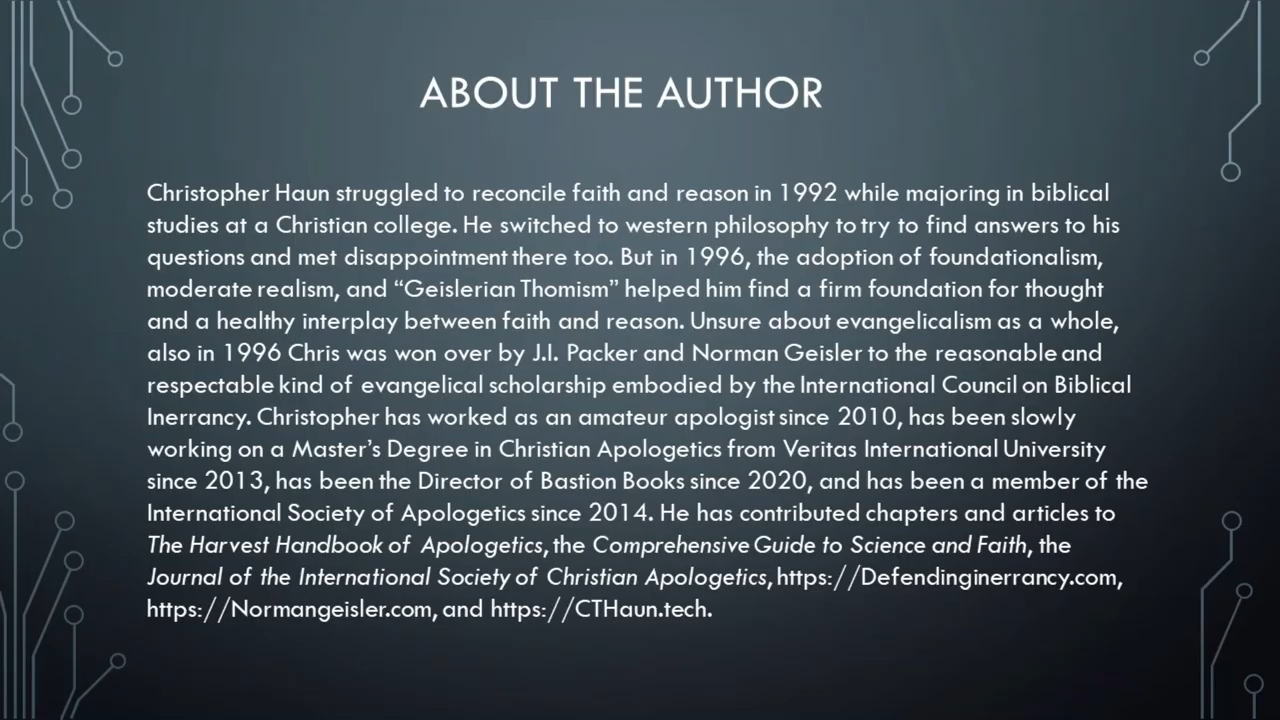 ABOUT THE AUTHOR
Christopher Haun struggled to reconcile faith and reason in 1992 while majoring in biblical
studies at a Christian college. He switched to western philosophy to try to find answers to his
questions and met disappointment there too. But in 1996, the adoption of foundationalism,
moderate realism, and “Geislerian Thomism” helped him find a firm foundation for thought
and a healthy interplay between faith and reason. Unsure about evangelicalism as a whole,
also in 1996 Chris was won over by J.I. Packer and Norman Geisler to the reasonable and
respectable kind of evangelical scholarship embodied by the International Council on Biblical
Inerrancy. Christopher has worked as an amateur apologist since 2010, has been slowly
working on a Master’s Degree in Christian Apologetics from Veritas International University
since 2013, has been the Director of Bastion Books since 2020, and has been a member of the
International Society of Apologetics since 2014. He has contributed chapters and articles to
The Harvest Handbook of Apologetics, the Comprehensive Guide to Science and Faith, the
Journal of the International Society of Christian Apologetics, https://Defendinginerrancy.com,
https://Normangeisler.com, and https://CTHaun.tech.